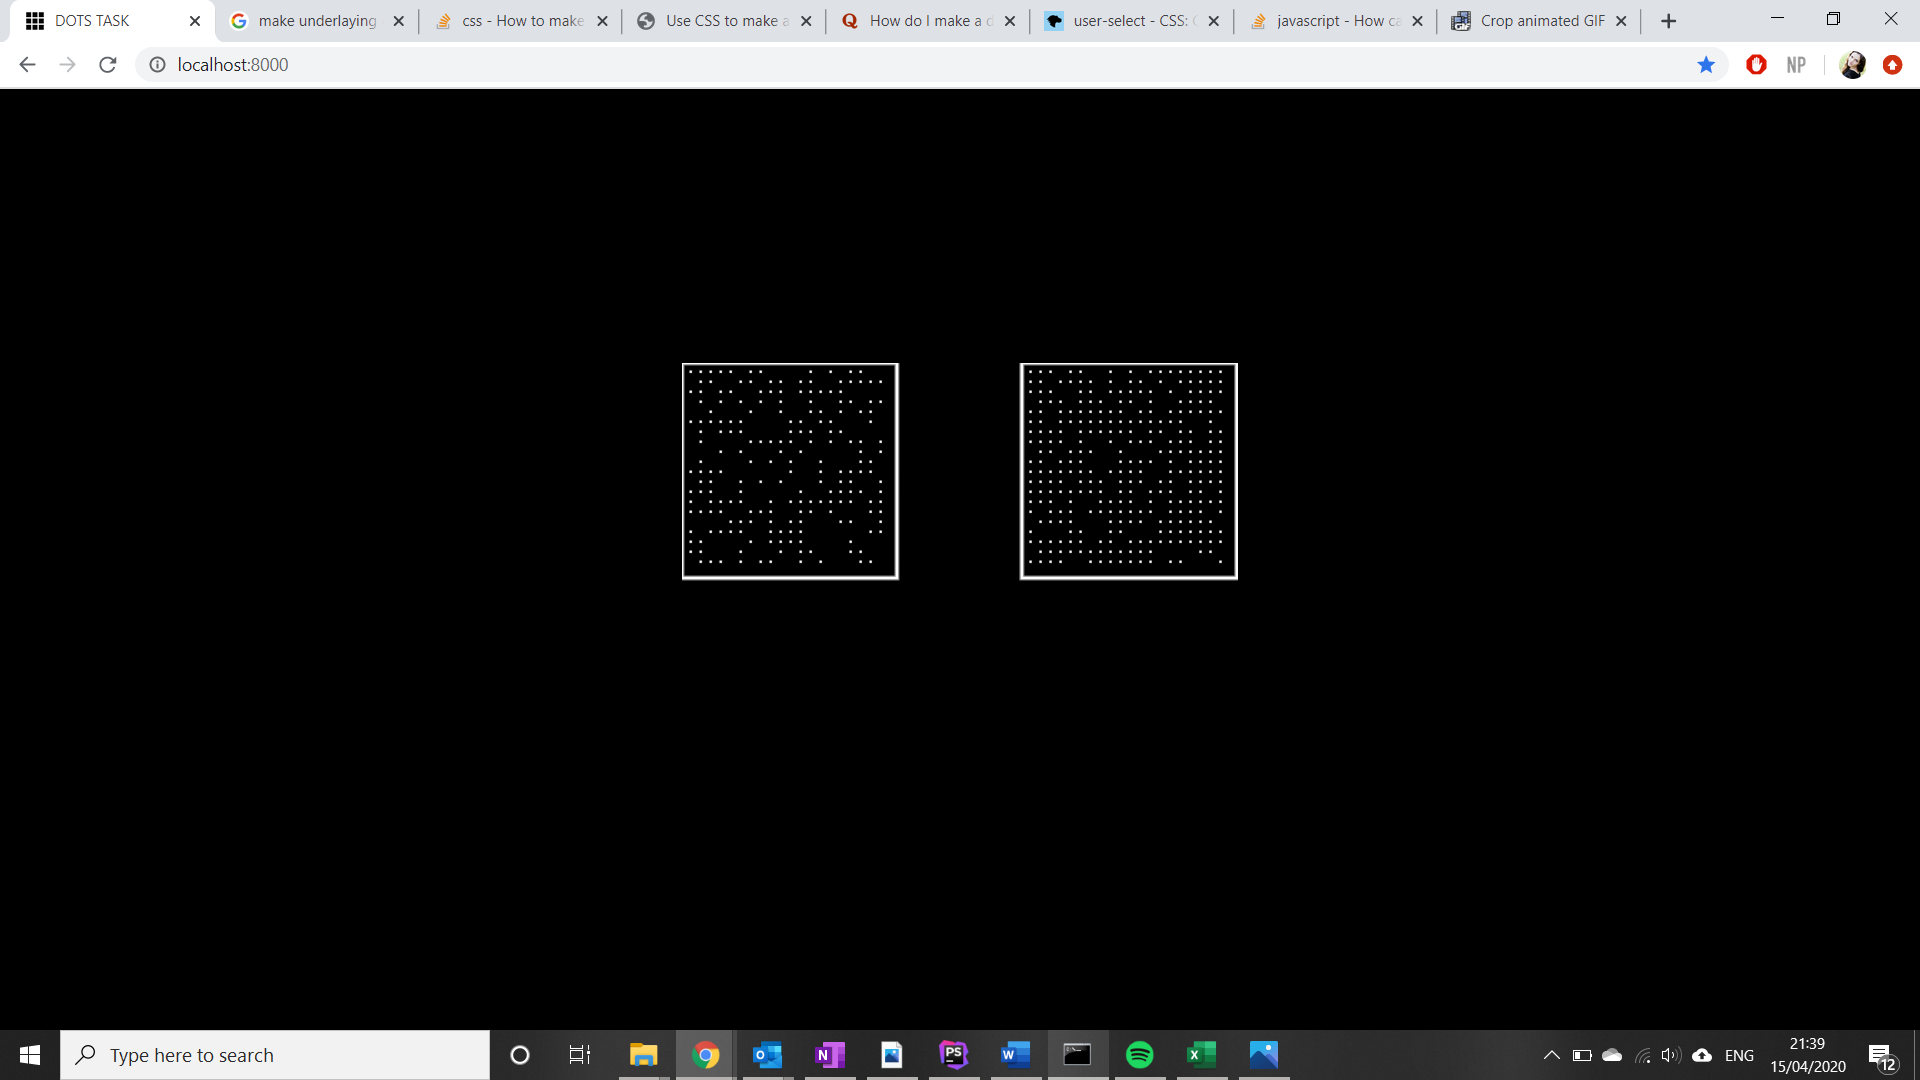 DOTS TASK
make underlaying
css - How to make
Use CSS to make a
How do I make a d
user-select - CSS: C
javascript - How ca
Crop animated GIF
localhost:8000
NP
Type here to search
ENG
21:39
15/04/2020
12